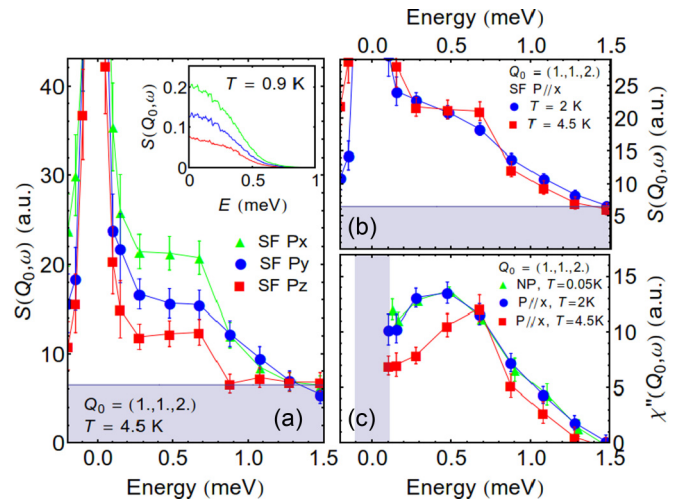 40
30
20
10
0
S(Q0,ω) (a.u.)
0.2
0.1
0
S(Q0,ω)
T = 0.9 K
0
0.5
1
E (meV)
SF Px
SF Py
SF Pz
Q0 = (1.,1.,2.)
T = 4.5 K
(a)
0.0
0.5
1.0
1.5
Energy (meV)
Energy (meV)
0.0
0.5
1.0
1.5
Q0 = (1.,1.,2.)
SF P//x
T = 2 K
T = 4.5 K
(b)
25
20
15
10
5
S(Q0,ω) (a.u.)
Q0 = (1.,1.,2.)
NP, T=0.05K
P//x, T=2K
P//x, T=4.5K
(c)
15
10
5
0
χ"(Q0,ω) (a.u.)
0.0
0.5
1.0
1.5
Energy (meV)